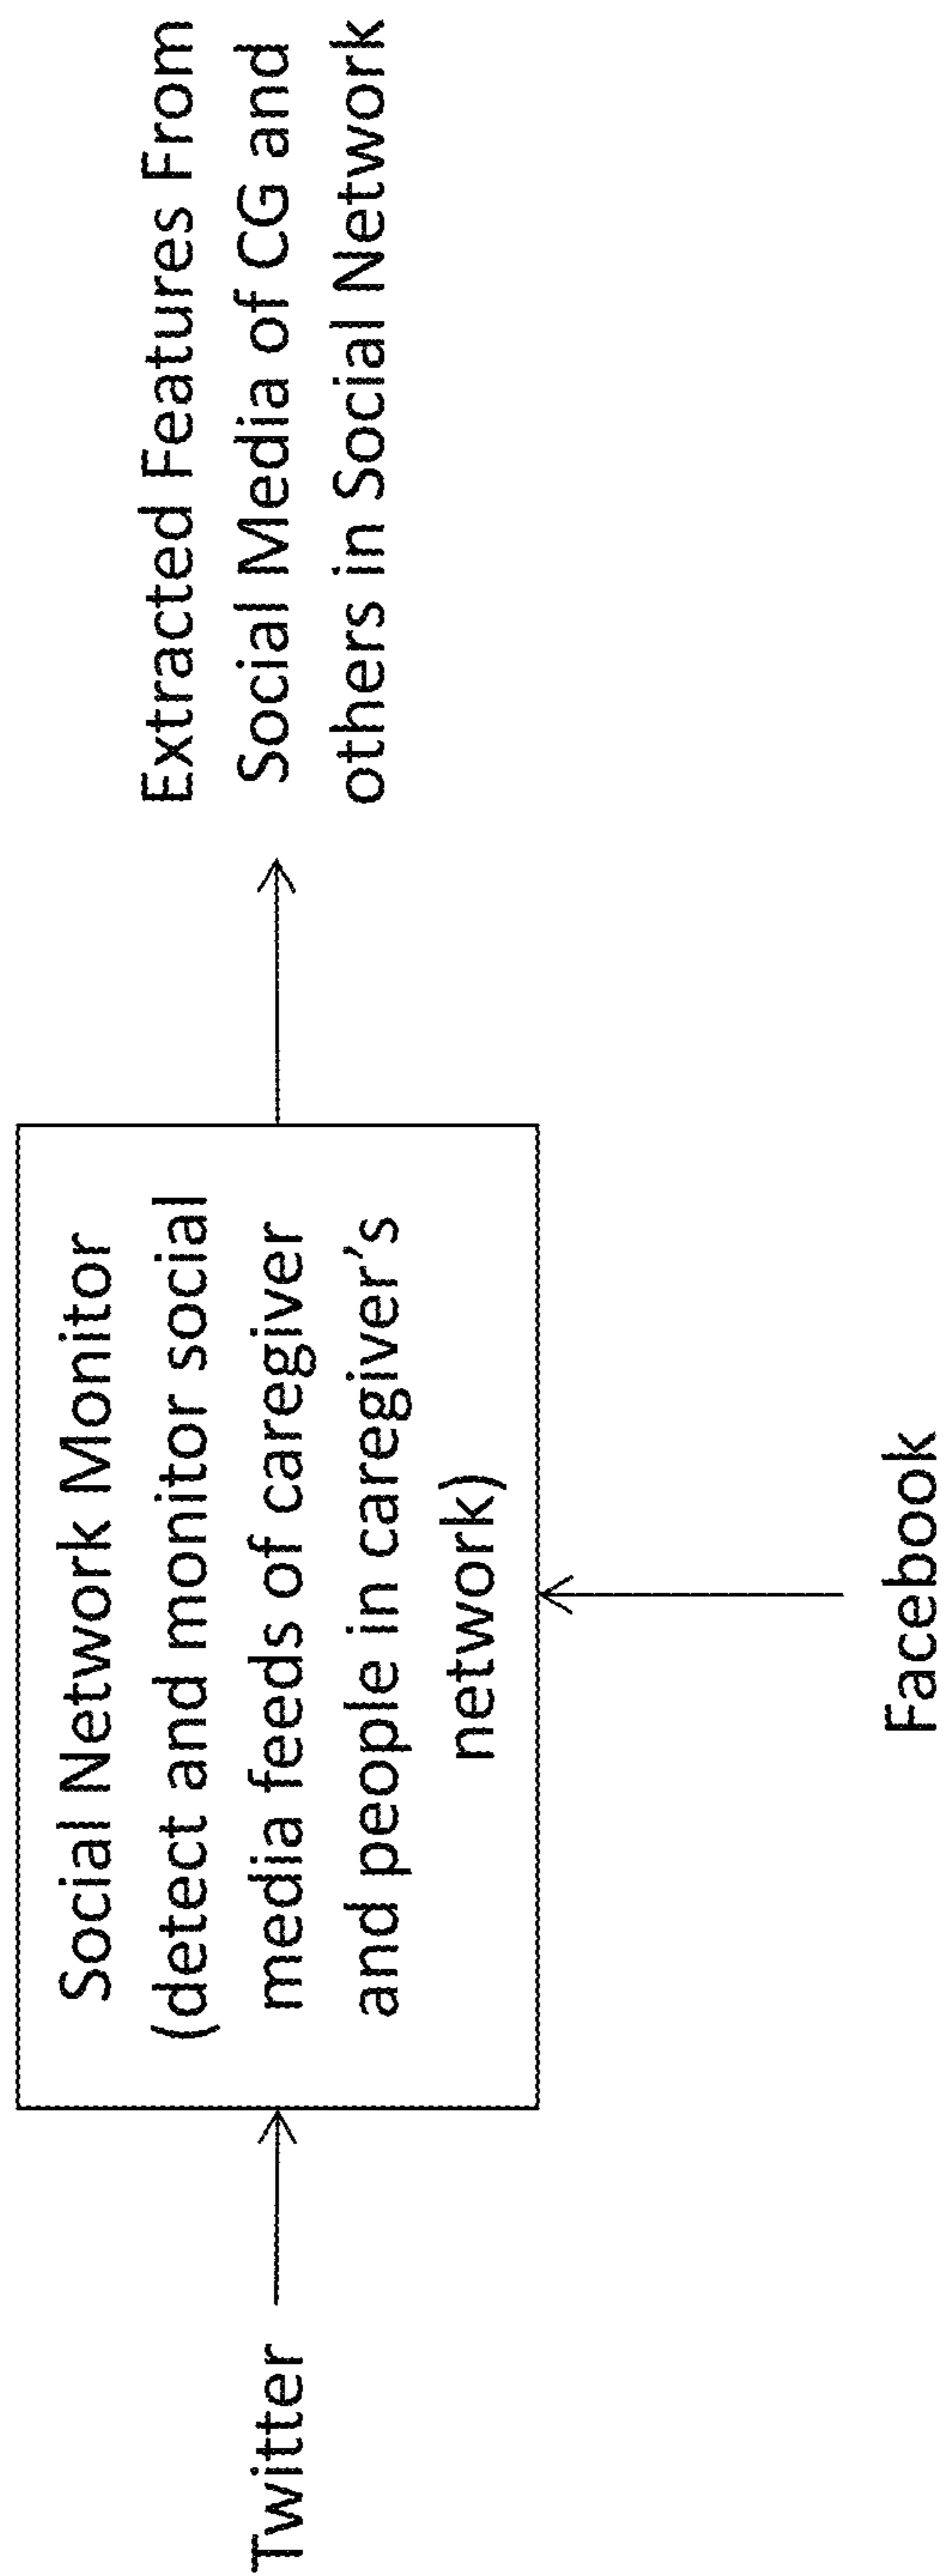 Twitter
Social Network Monitor
(detect and monitor social
media feeds of caregiver
and people in caregiver's
network)
Extracted Features From
Social Media of CG and
others in Social Network
Facebook